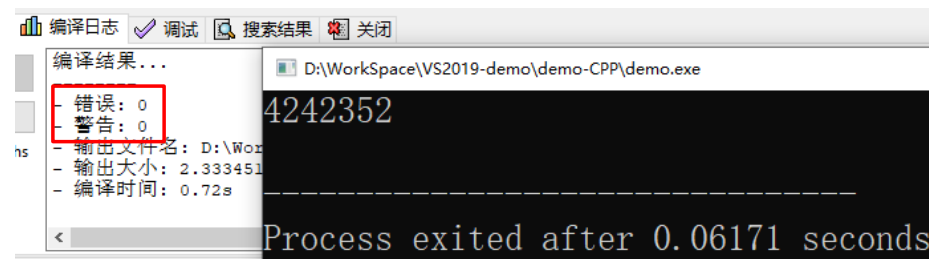 编译日志 调试 搜索结果 关闭
编译结果...
--------
- 错误: 0
- 警告: 0
- 输出文件名: D:\Wor
- 输出大小: 2.333451
- 编译时间: 0.72s
hs
D:\WorkSpace\VS2019-demo\demo-CPP\demo.exe
4242352
--------------------------------
Process exited after 0.06171 seconds